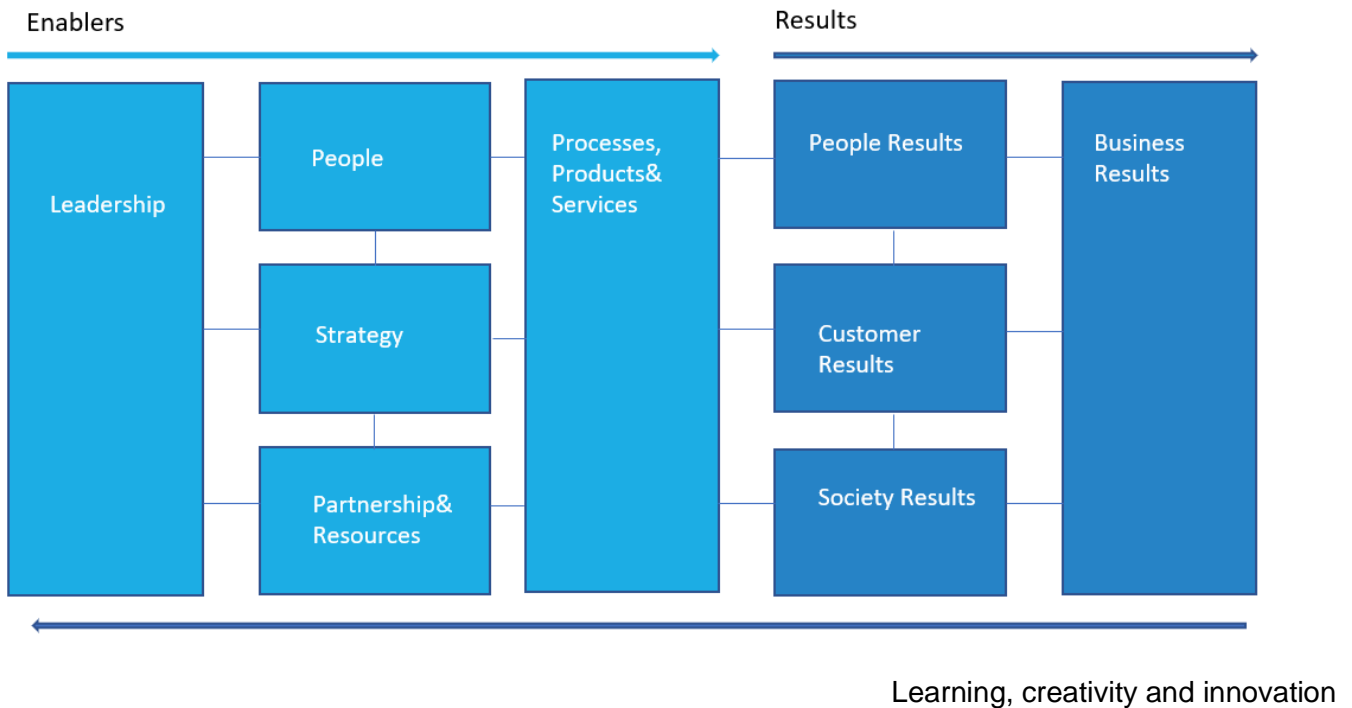 Enablers
Results
Leadership
People
Processes,
Products&
Services
People Results
Business
Results
Strategy
Customer
Results
Partnership&
Resources
Society Results
Learning, creativity and innovation